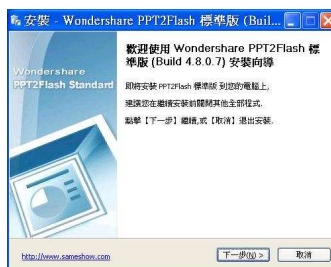 安裝 - Wondershare PPT2Flash 標準版 (Buil...
Wondershare
PPT2Flash Standard
歡迎使用 Wondershare PPT2Flash 標
準版 (Build 4.8.0.7) 安裝向導
即將安裝 PPT2Flash 標準版 到您的電腦上,
建議您在繼續安裝前關閉其他全部程式.
點擊【下一步】繼續,或【取消】退出安裝.
http://www.sameshow.com
下一步(N) >
取消